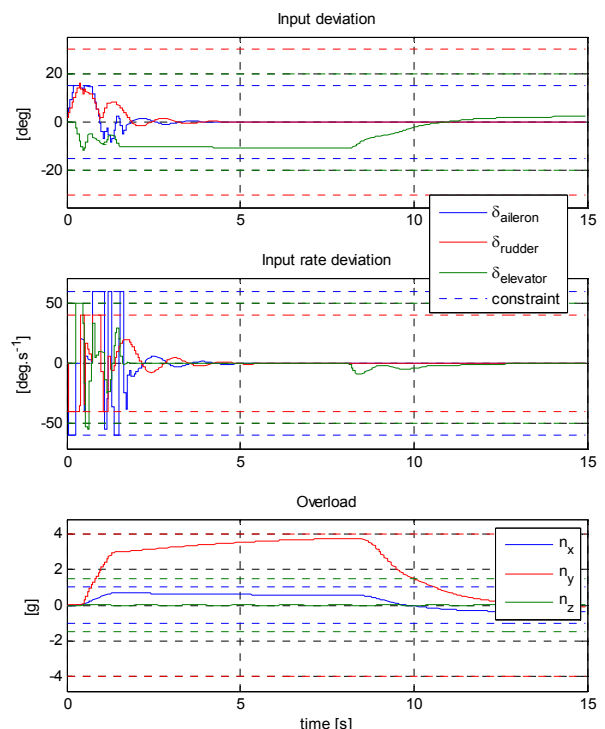 Input deviation
[deg]
20
0
-20
0
5
10
15
δaileron
δrudder
δelevator
constraint
Input rate deviation
[deg.s-1]
50
0
-50
0
5
10
15
Overload
[g]
4
2
0
-2
-4
0
5
10
15
nx
ny
nz
time [s]